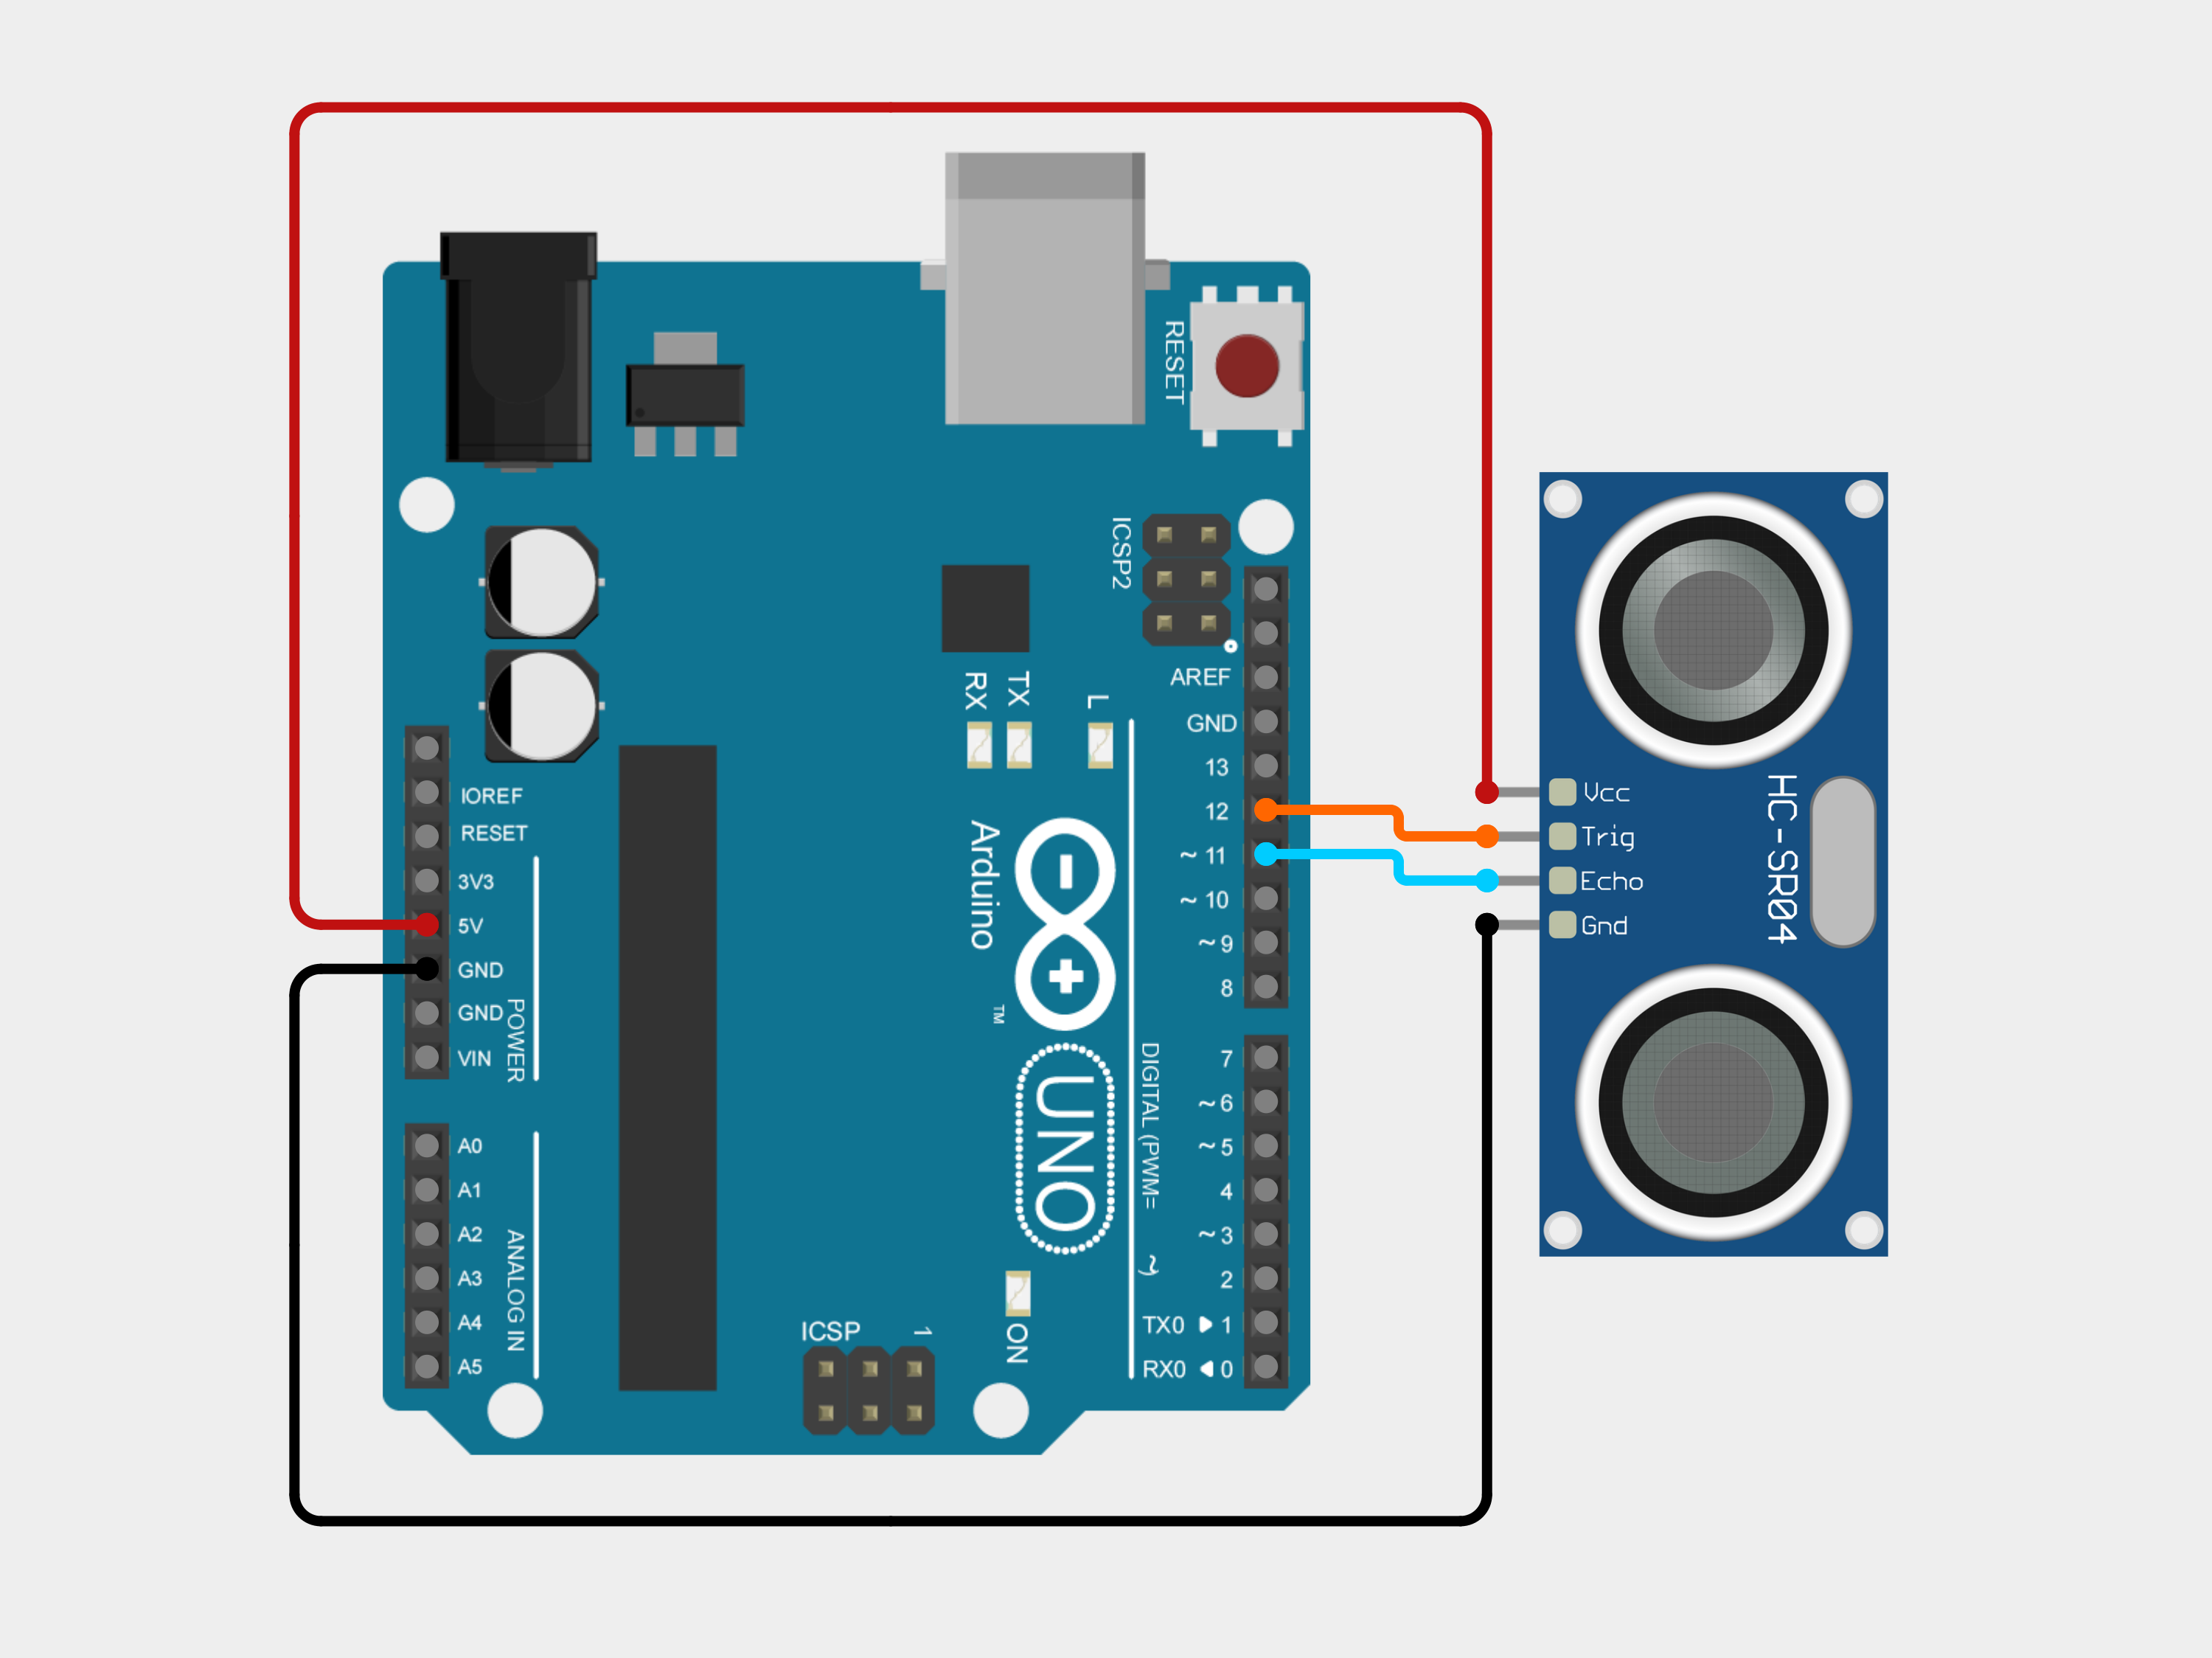 RESET
ICSP2
AREF
GND
13
12
~ 11
~ 10
~ 9
8
RX
TX
L
IOREF
RESET
3V3
5V
GND
GND
VIN
POWER
Arduino
TM
UNO
DIGITAL (PWM= ~)
7
~ 6
~ 5
4
~ 3
2
TX0 ▶ 1
RX0 ◀ 0
A0
A1
A2
A3
A4
A5
ANALOG IN
ICSP
1
ON
Vcc
Trig
Echo
Gnd
HC-SR04